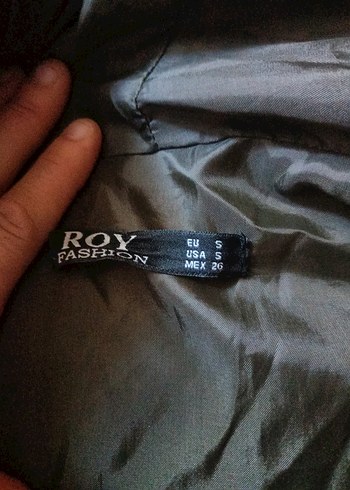 ROY
FASHION
EU S
USA S
MEX 26